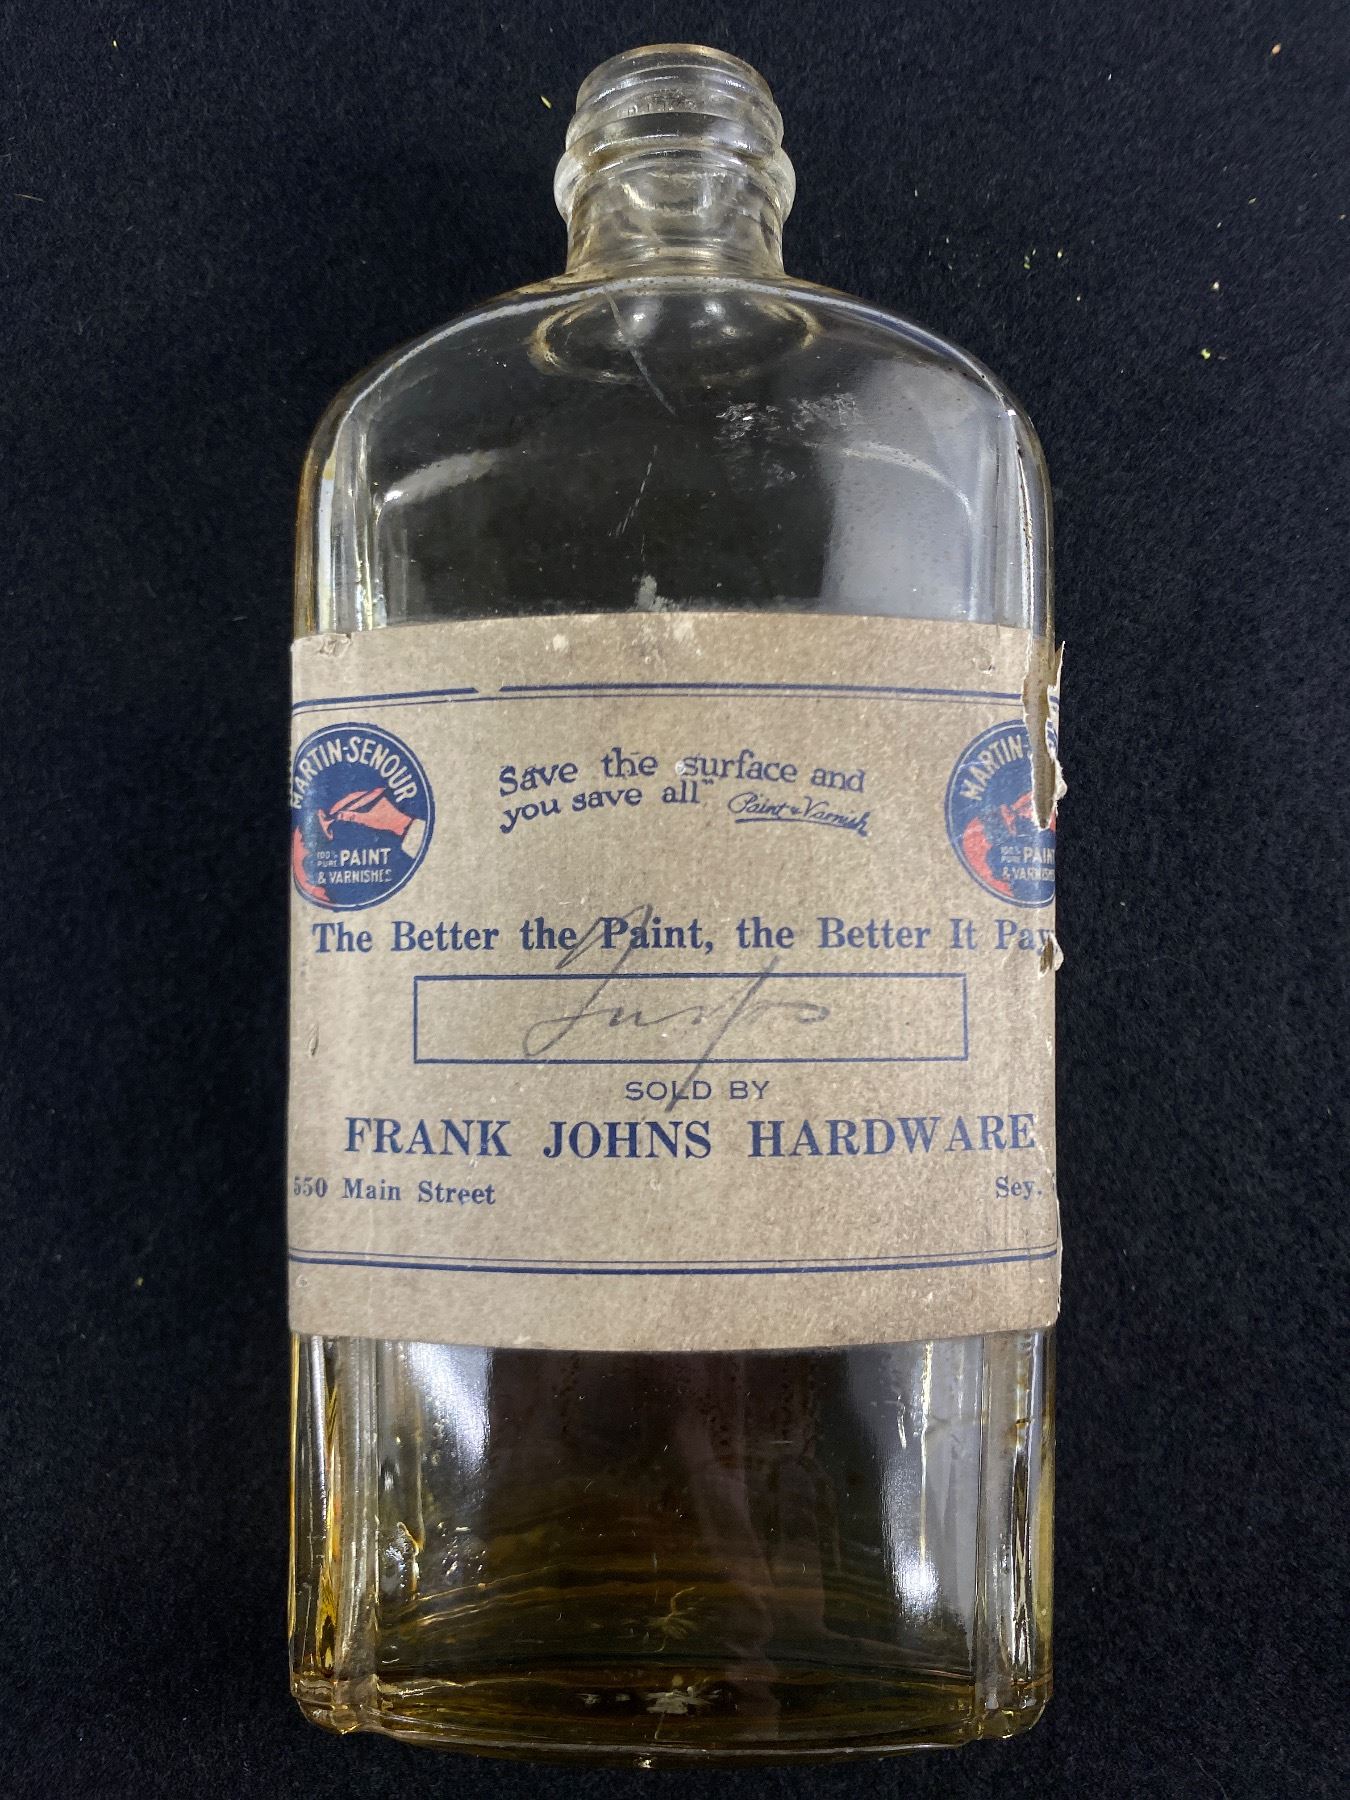 MARTIN-SENOUR
100% PURE PAINT
& VARNISHES
Save the surface and
you save all" Paint & Varnish
MARTIN-
100% PURE PAINT
& VARNISHES
The Better the Paint, the Better It Pay
SOLD BY
FRANK JOHNS HARDWARE
550 Main Street Sey.